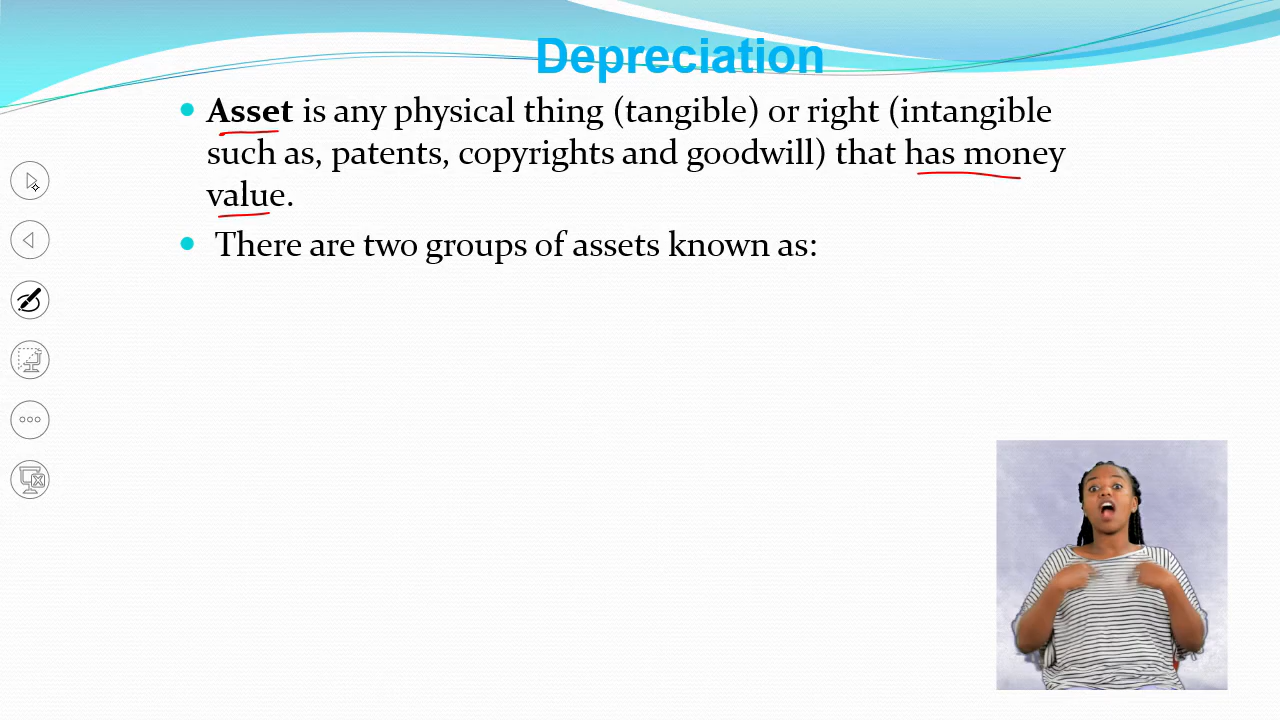 Depreciation
Asset is any physical thing (tangible) or right (intangible
such as, patents, copyrights and goodwill) that has money
value.
There are two groups of assets known as: